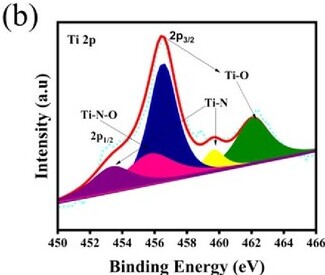 (b)
Ti 2p
2p3/2
Ti-O
Ti-N
Ti-N-O
2p1/2
Intensity (a.u)
450 452 454 456 458 460 462 464 466
Binding Energy (eV)